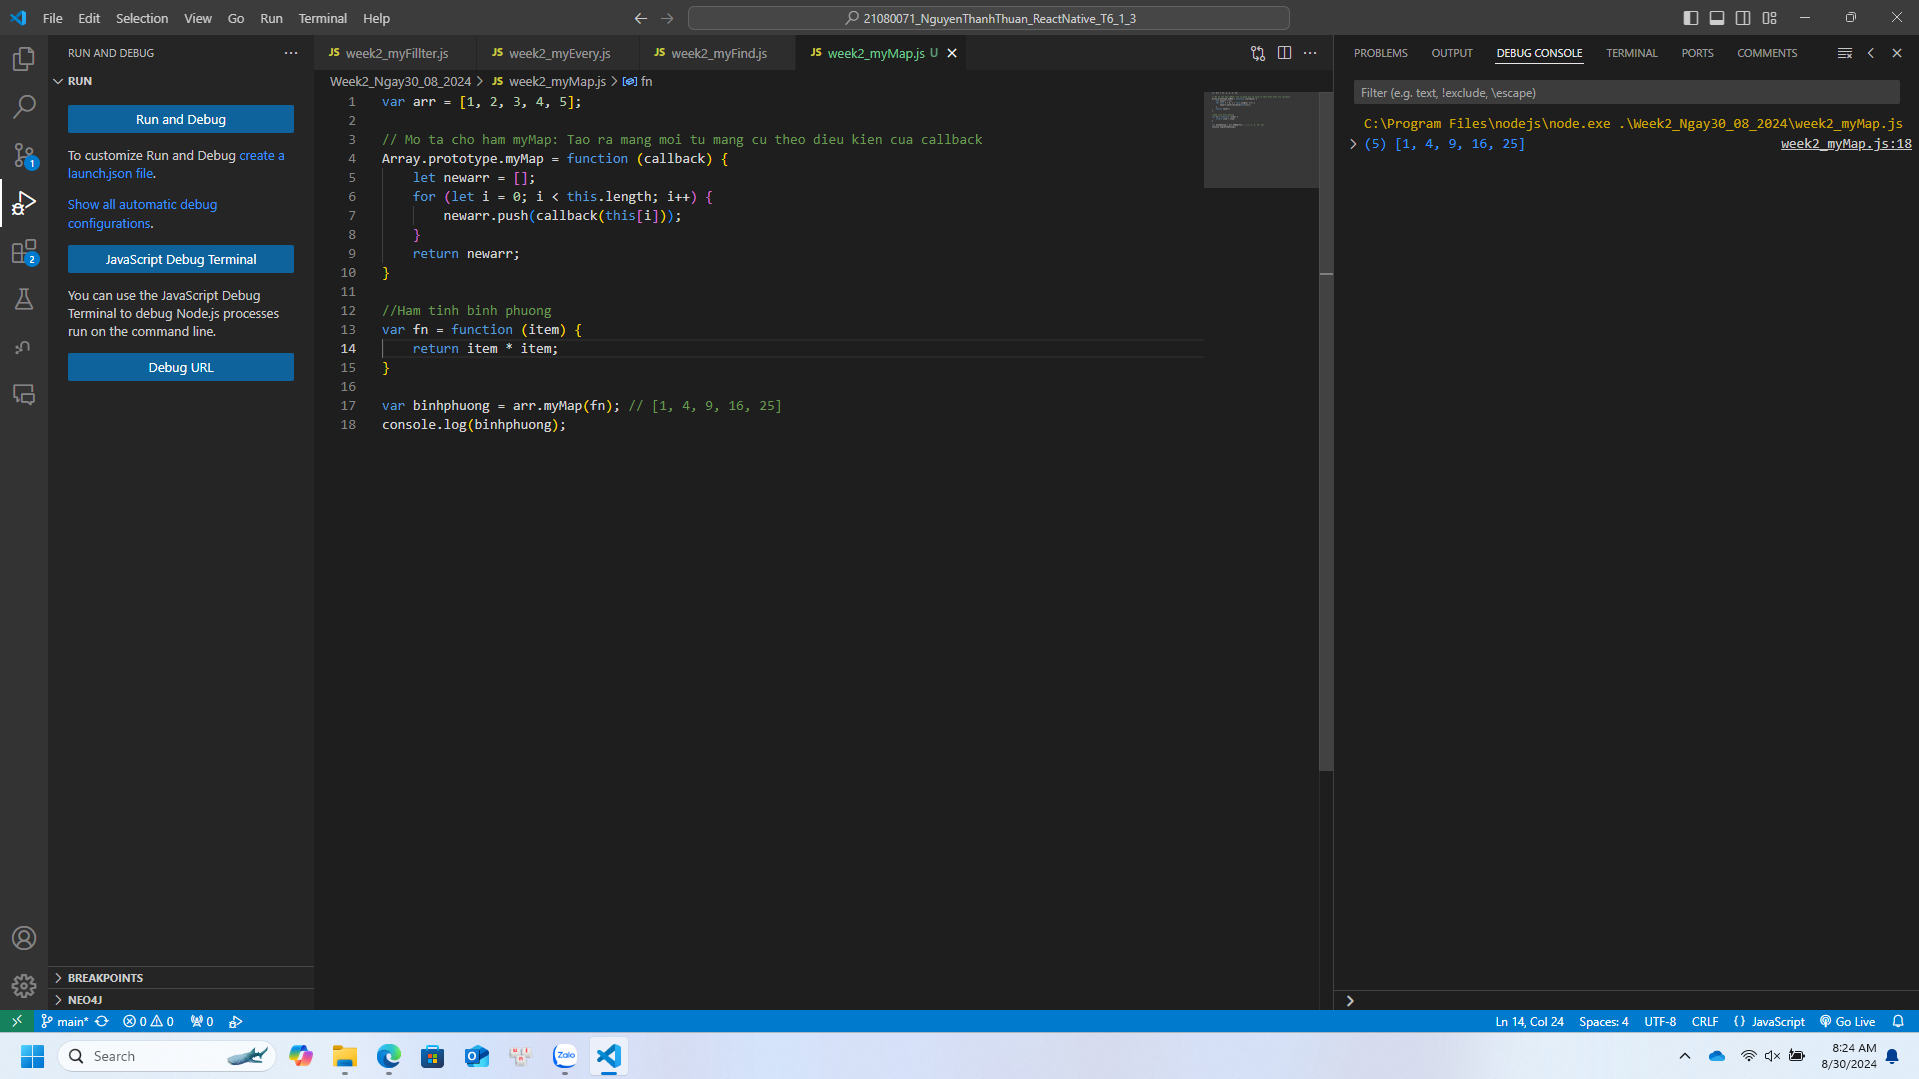 File Edit Selection View Go Run Terminal Help
21080071_NguyenThanhThuan_ReactNative_T6_1_3
RUN AND DEBUG
RUN
Run and Debug
To customize Run and Debug create a
launch.json file.
Show all automatic debug
configurations.
JavaScript Debug Terminal
You can use the JavaScript Debug
Terminal to debug Node.js processes
run on the command line.
Debug URL
BREAKPOINTS
NEO4J
1
2
JS week2_myFillter.js JS week2_myEvery.js JS week2_myFind.js JS week2_myMap.js U
Week2_Ngay30_08_2024 > JS week2_myMap.js > fn
1 var arr = [1, 2, 3, 4, 5];
2
3 // Mo ta cho ham myMap: Tao ra mang moi tu mang cu theo dieu kien cua callback
4 Array.prototype.myMap = function (callback) {
5 let newarr = [];
6 for (let i = 0; i < this.length; i++) {
7 newarr.push(callback(this[i]));
8 }
9 return newarr;
10 }
11
12 //Ham tinh binh phuong
13 var fn = function (item) {
14 return item * item;
15 }
16
17 var binhphuong = arr.myMap(fn); // [1, 4, 9, 16, 25]
18 console.log(binhphuong);
PROBLEMS OUTPUT DEBUG CONSOLE TERMINAL PORTS COMMENTS
Filter (e.g. text, !exclude, \escape)
C:\Program Files\nodejs\node.exe .\Week2_Ngay30_08_2024\week2_myMap.js
(5) [1, 4, 9, 16, 25] week2_myMap.js:18
main* 0 0 0 Ln 14, Col 24 Spaces: 4 UTF-8 CRLF { } JavaScript Go Live
Search
Zalo
8:24 AM
8/30/2024